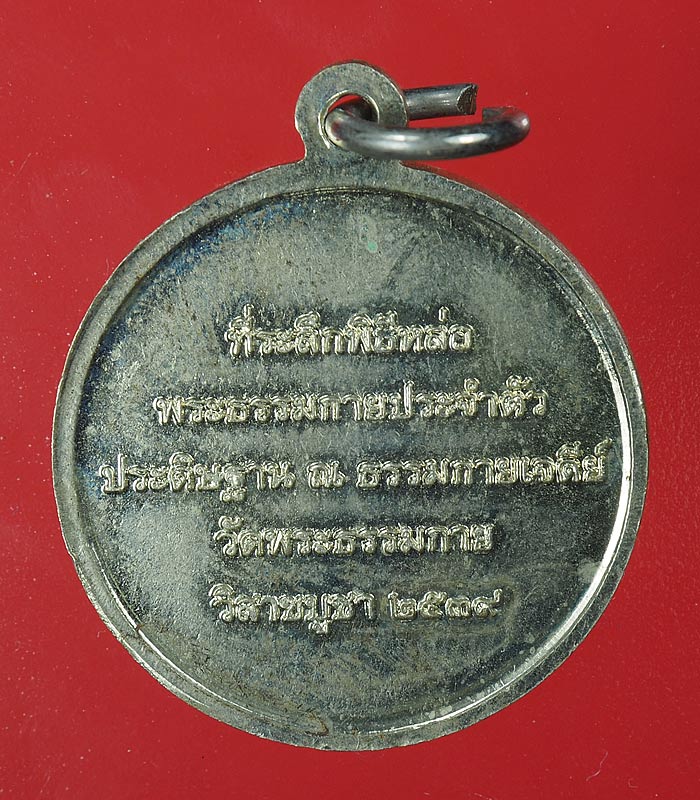 ที่ระลึกพิธีหล่อ
พระธรรมกายประจำตัว
ประดิษฐาน ณ ธรรมกายเจดีย์
วัดพระธรรมกาย
วิสาขบูชา ๒๕๓๙